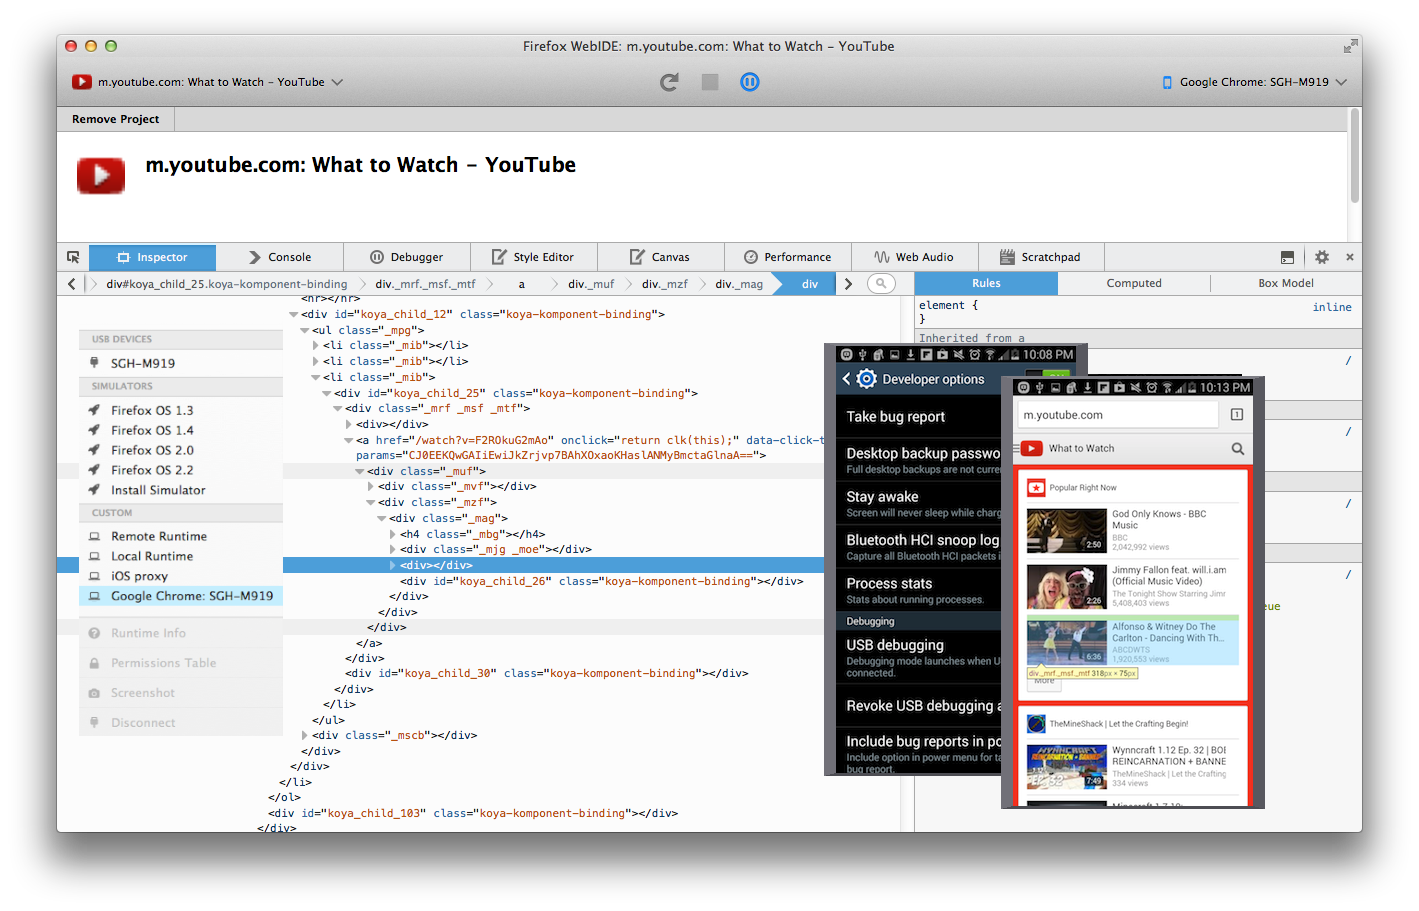 Firefox WebIDE: m.youtube.com: What to Watch – YouTube
m.youtube.com: What to Watch – YouTube
Google Chrome: SGH-M919
Remove Project
m.youtube.com: What to Watch – YouTube
Inspector
Console
Debugger
Style Editor
Canvas
Performance
Web Audio
Scratchpad
div#koya_child_25.koya-komponent-binding
div._mrf._msf._mtf
a
div._muf
div._mzf
div._mag
div
Rules
Computed
Box Model
USB DEVICES
SGH-M919
SIMULATORS
Firefox OS 1.3
Firefox OS 1.4
Firefox OS 2.0
Firefox OS 2.2
Install Simulator
CUSTOM
Remote Runtime
Local Runtime
iOS proxy
Google Chrome: SGH-M919
Runtime Info
Permissions Table
Screenshot
Disconnect
<hr></hr>
<div id="koya_child_12" class="koya-komponent-binding">
<ul class="_mpg">
<li class="_mib"></li>
<li class="_mib"></li>
<li class="_mib">
<div id="koya_child_25" class="koya-komponent-binding">
<div class="_mrf _msf _mtf">
<div></div>
<a href="/watch?v=F2ROkuG2mAo" onclick="return clk(this);" data-click-t
params="CJ0EEKQwGAIiEwiJkZrjvp7BAhXOxaoKHaslANMyBmctaGlnaA==">
<div class="_muf">
<div class="_mvf"></div>
<div class="_mzf">
<div class="_mag">
<h4 class="_mbg"></h4>
<div class="_mjg _moe"></div>
<div></div>
<div id="koya_child_26" class="koya-komponent-binding"></div>
</div>
</div>
</div>
</a>
</div>
<div id="koya_child_30" class="koya-komponent-binding"></div>
</div>
</li>
</ul>
<div class="_mscb"></div>
</div>
</div>
</li>
</ol>
<div id="koya_child_103" class="koya-komponent-binding"></div>
</div>
element {
inline
}
Inherited from a
/
/
/
/
eue
10:08 PM
Developer options
Take bug report
Desktop backup passwo
Full desktop backups are not curre
Stay awake
Screen will never sleep while charg
Bluetooth HCI snoop log
Capture all Bluetooth HCI packets i
Process stats
Stats about running processes.
Debugging
USB debugging
Debugging mode launches when U
connected.
Revoke USB debugging a
Include bug reports in po
Include option in power menu for ta
bug report.
10:13 PM
m.youtube.com
1
What to Watch
Popular Right Now
God Only Knows - BBC
Music
BBC
2,042,992 views
2:50
Jimmy Fallon feat. will.i.am
(Official Music Video)
The Tonight Show Starring Jimr
5,408,403 views
2:26
Alfonso & Witney Do The
Carlton - Dancing With Th...
ABCDWTS
1,920,553 views
6:36
div._mrf._msf._mtf 318px × 75px
More
TheMineShack | Let the Crafting Begin!
Wynncraft 1.12 Ep. 32 | BOI
REINCARNATION + BANNE
TheMineShack | Let the Crafting
334 views
WYNNCRAFT
REINCARNATION + BANNERS!
EP. 32
7:49
Minecraft 1.7.10: